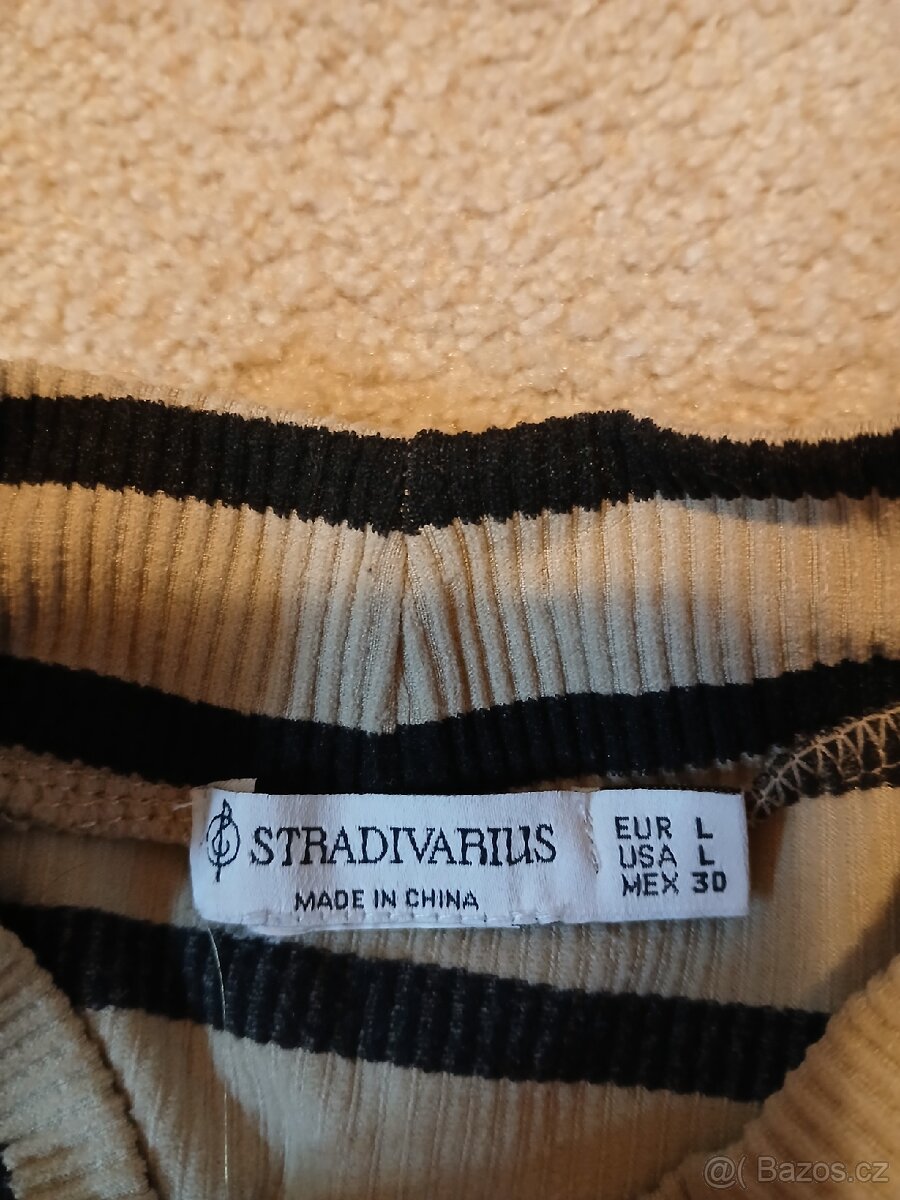 STRADIVARIUS
MADE IN CHINA
EUR L
USA L
MEX 30
@( Bazos.cz